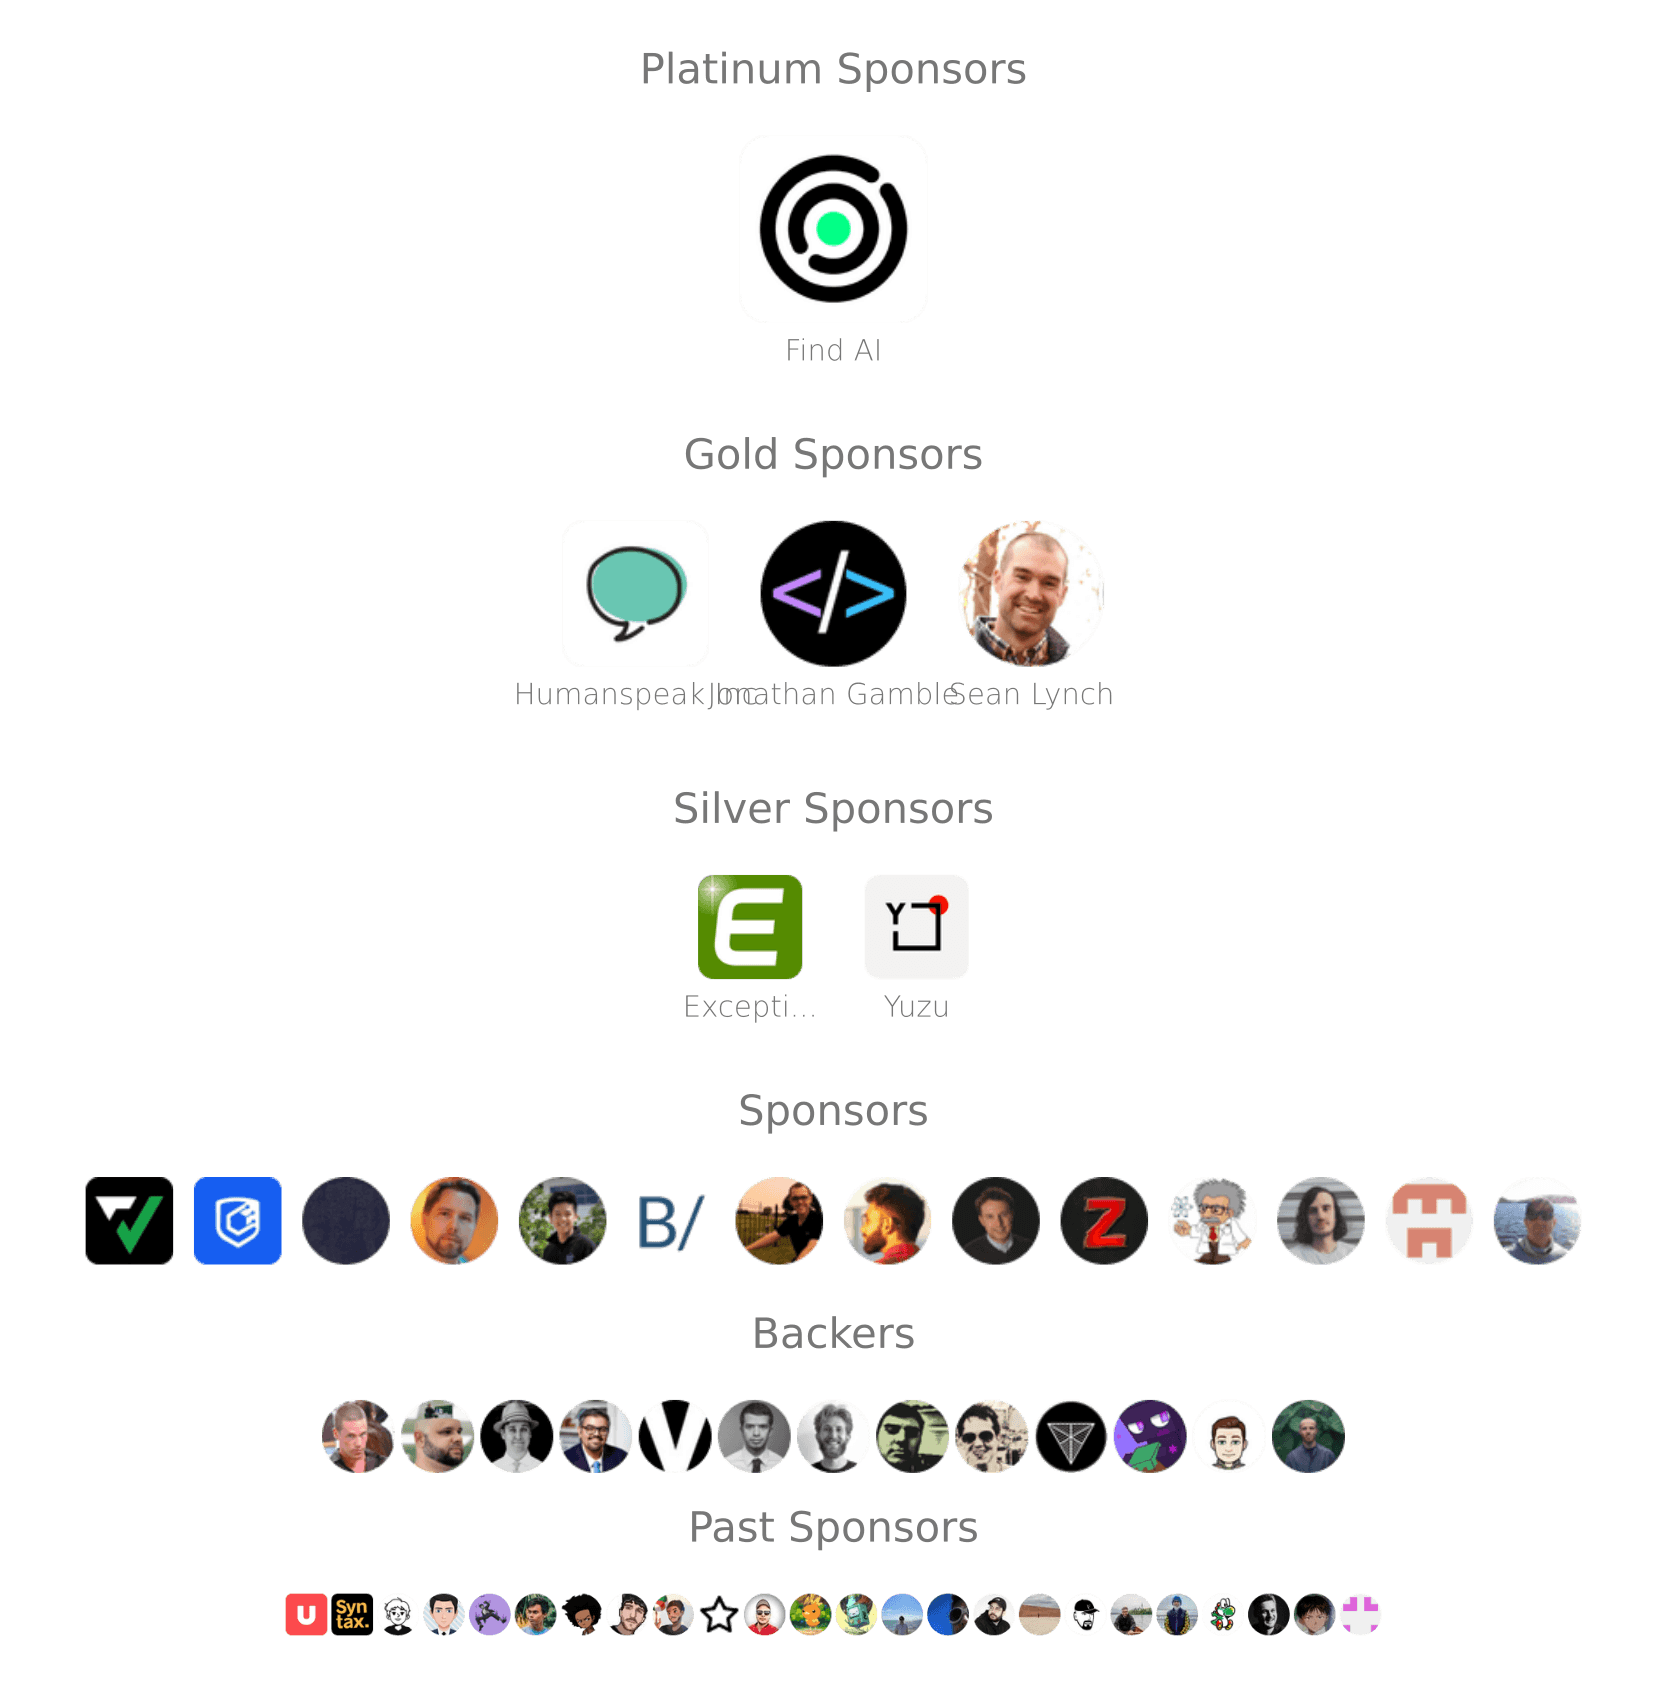 Platinum Sponsors
Find AI
Gold Sponsors
Humanspeak Inc Jonathan Gamble Sean Lynch
Silver Sponsors
E Y
Excepti... Yuzu
Sponsors
B/ Z
Backers
V
Past Sponsors
U Syn
tax.